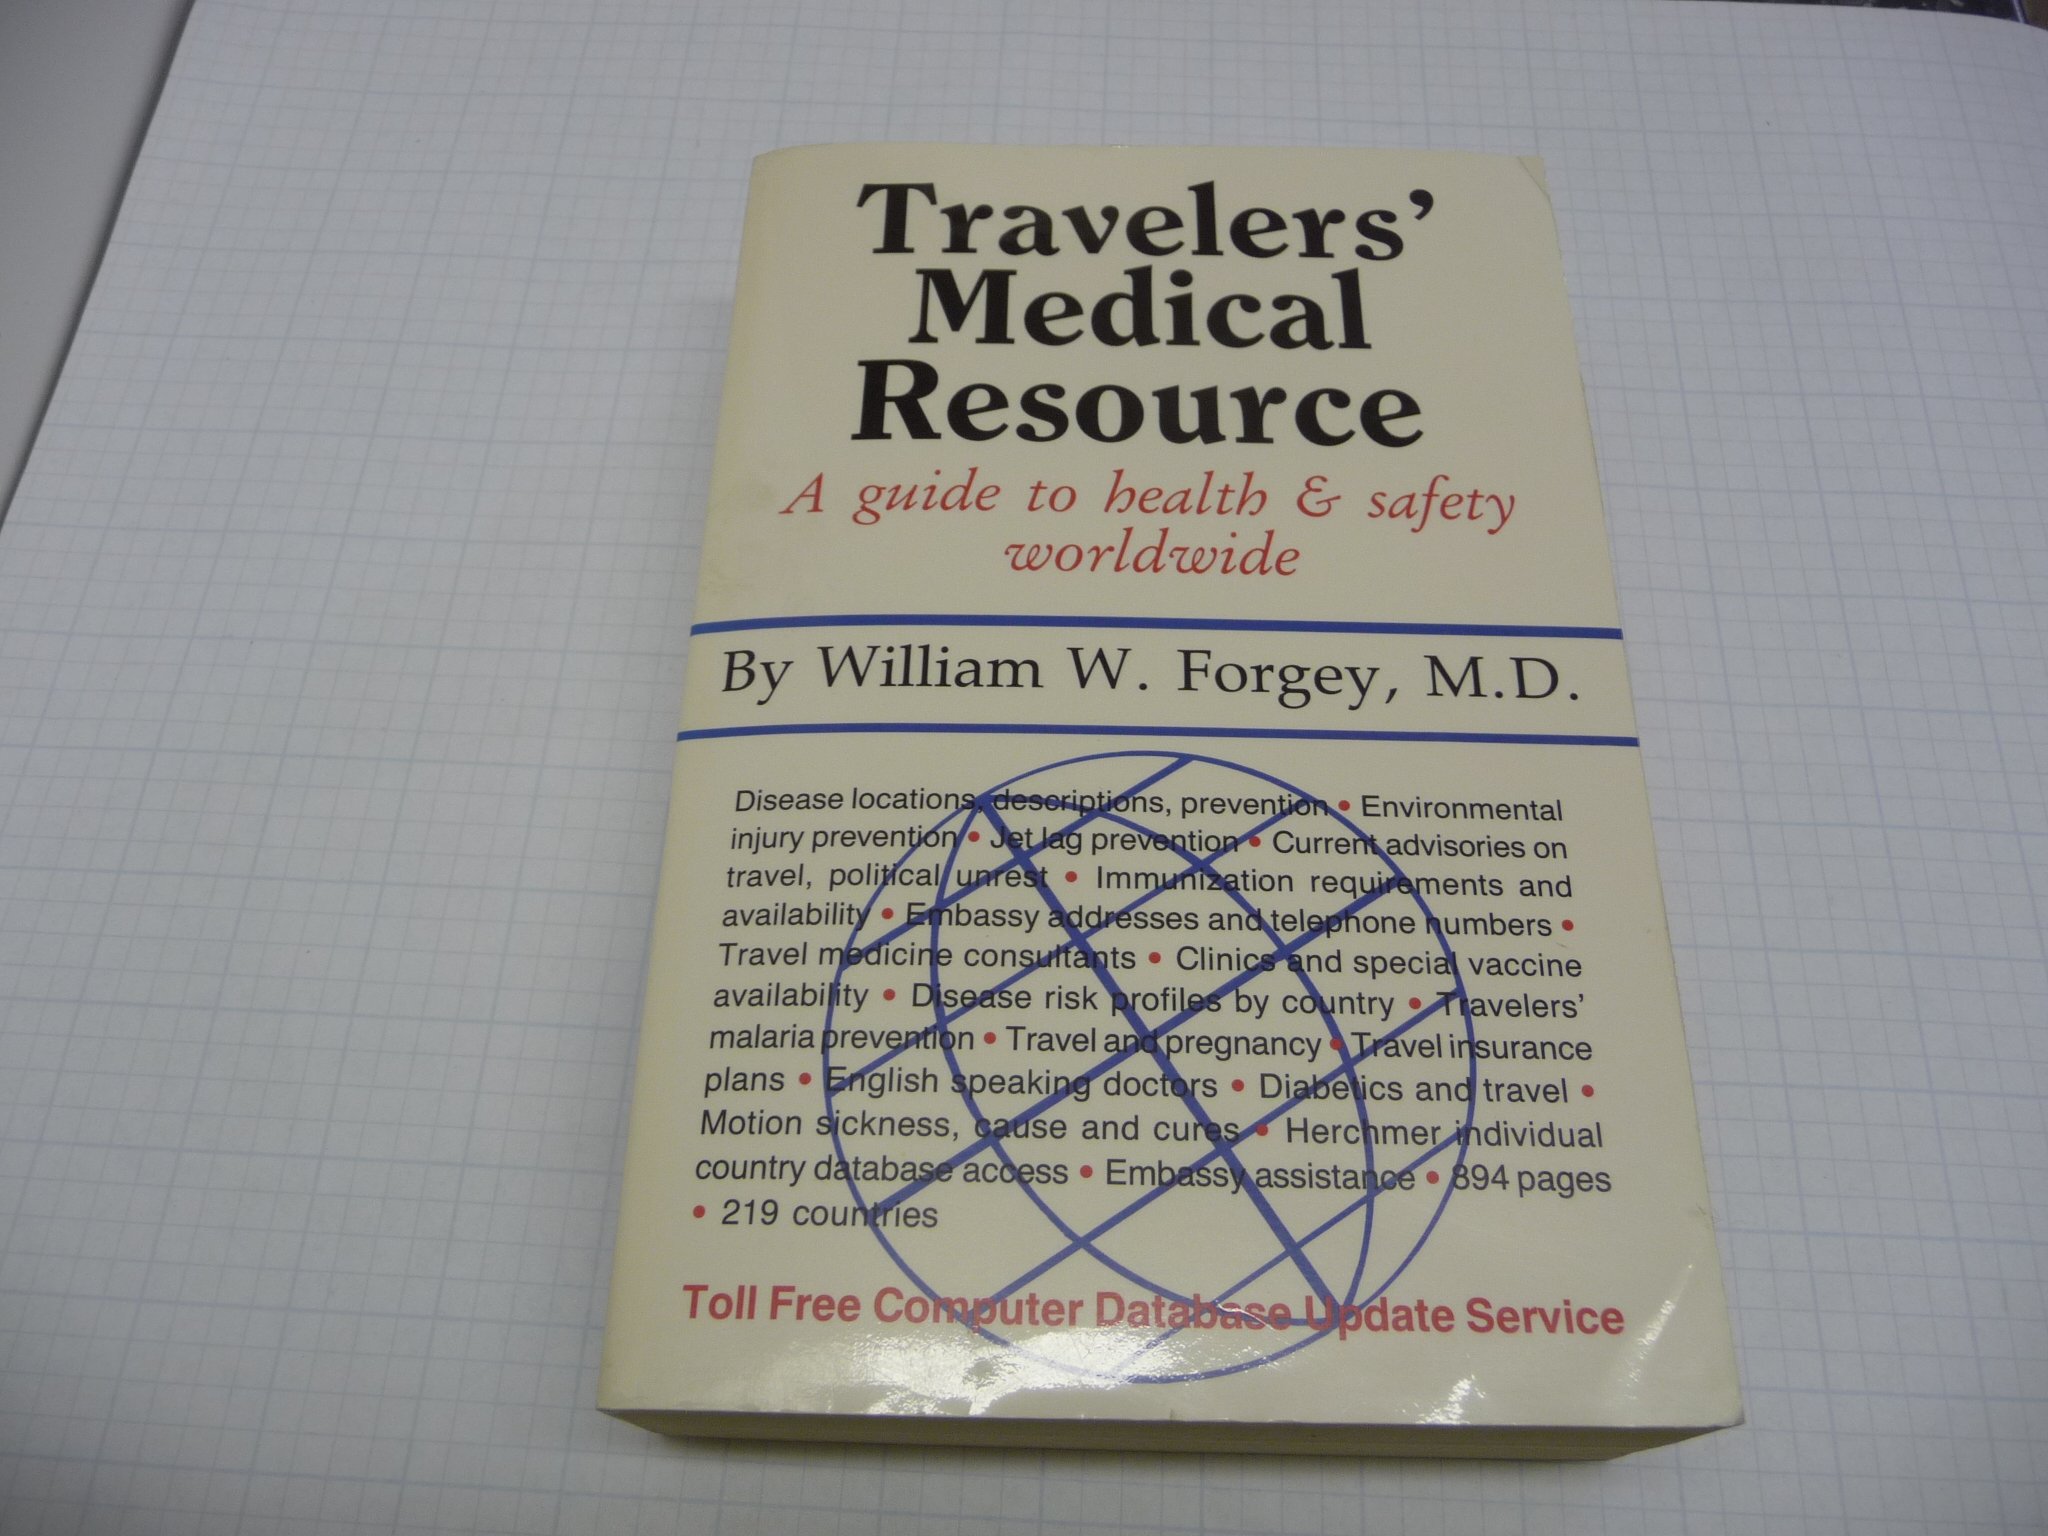 Travelers’
Medical
Resource
A guide to health & safety
worldwide
By William W. Forgey, M.D.
Disease locations, descriptions, prevention • Environmental
injury prevention • Jet lag prevention • Current advisories on
travel, political unrest • Immunization requirements and
availability • Embassy addresses and telephone numbers •
Travel medicine consultants • Clinics and special vaccine
availability • Disease risk profiles by country • Travelers’
malaria prevention • Travel and pregnancy • Travel insurance
plans • English speaking doctors • Diabetics and travel •
Motion sickness, cause and cures • Herchmer individual
country database access • Embassy assistance • 894 pages
• 219 countries
Toll Free Computer Database Update Service